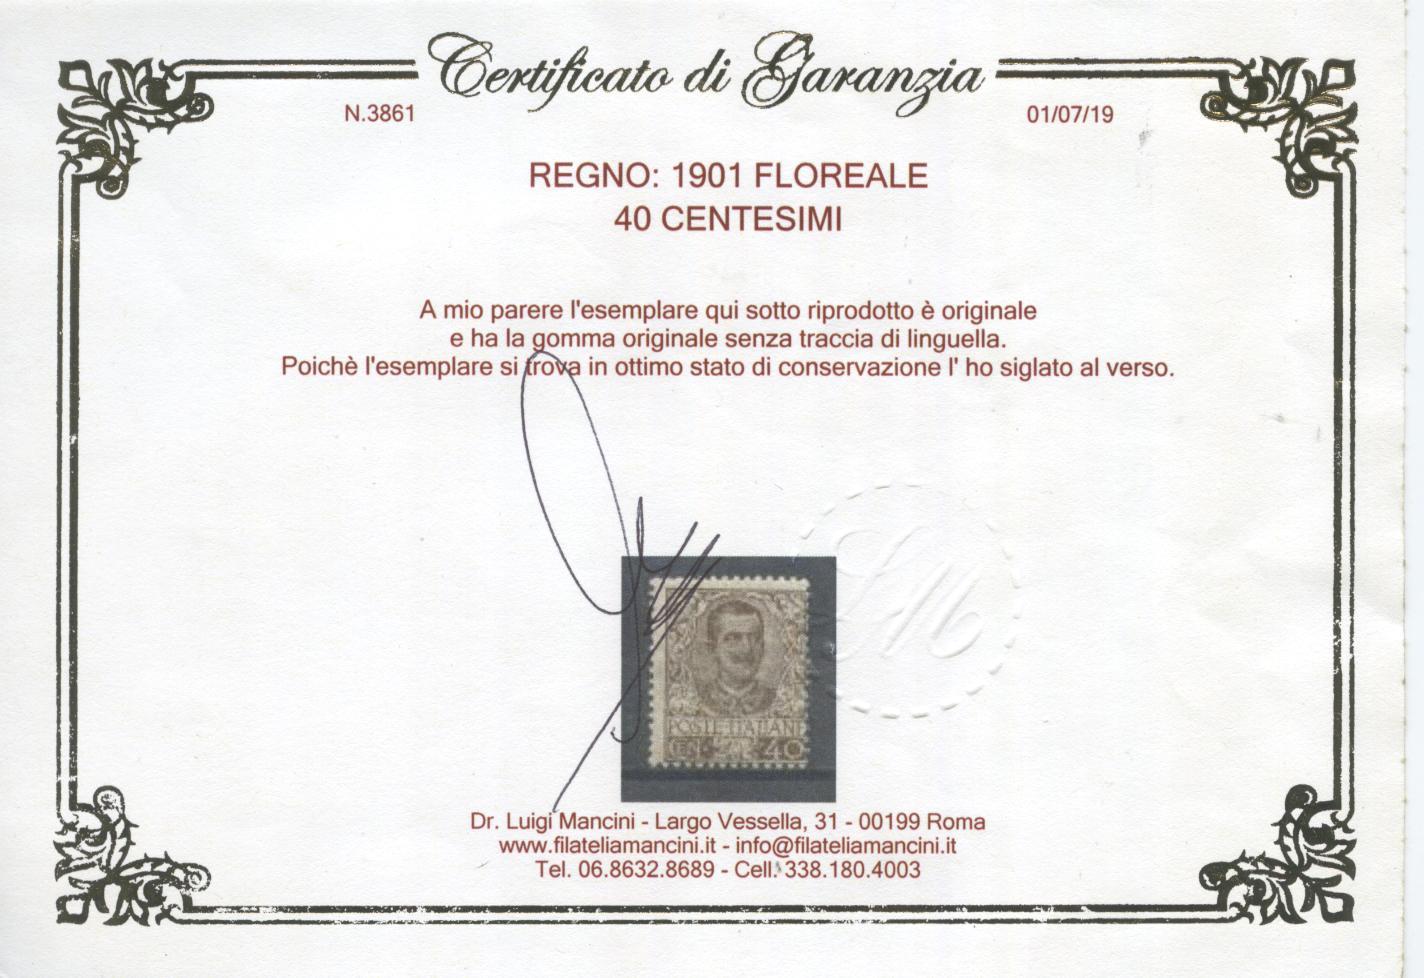 Certificato di Garanzia
N.3861
01/07/19
REGNO: 1901 FLOREALE
40 CENTESIMI
A mio parere l'esemplare qui sotto riprodotto è originale
e ha la gomma originale senza traccia di linguella.
Poichè l'esemplare si trova in ottimo stato di conservazione l' ho siglato al verso.
LM
POSTE ITALIANE
CENT. 40
Dr. Luigi Mancini - Largo Vessella, 31 - 00199 Roma
www.filateliamancini.it - info@filateliamancini.it
Tel. 06.8632.8689 - Cell. 338.180.4003